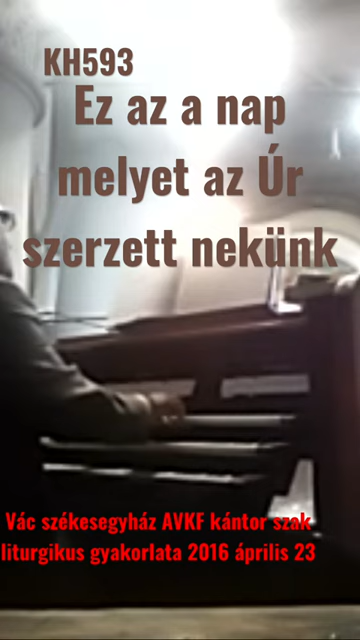 KH593
Ez az a nap
melyet az Úr
szerzett nekünk
Vác székesegyház AVKF kántor szak
liturgikus gyakorlata 2016 április 23